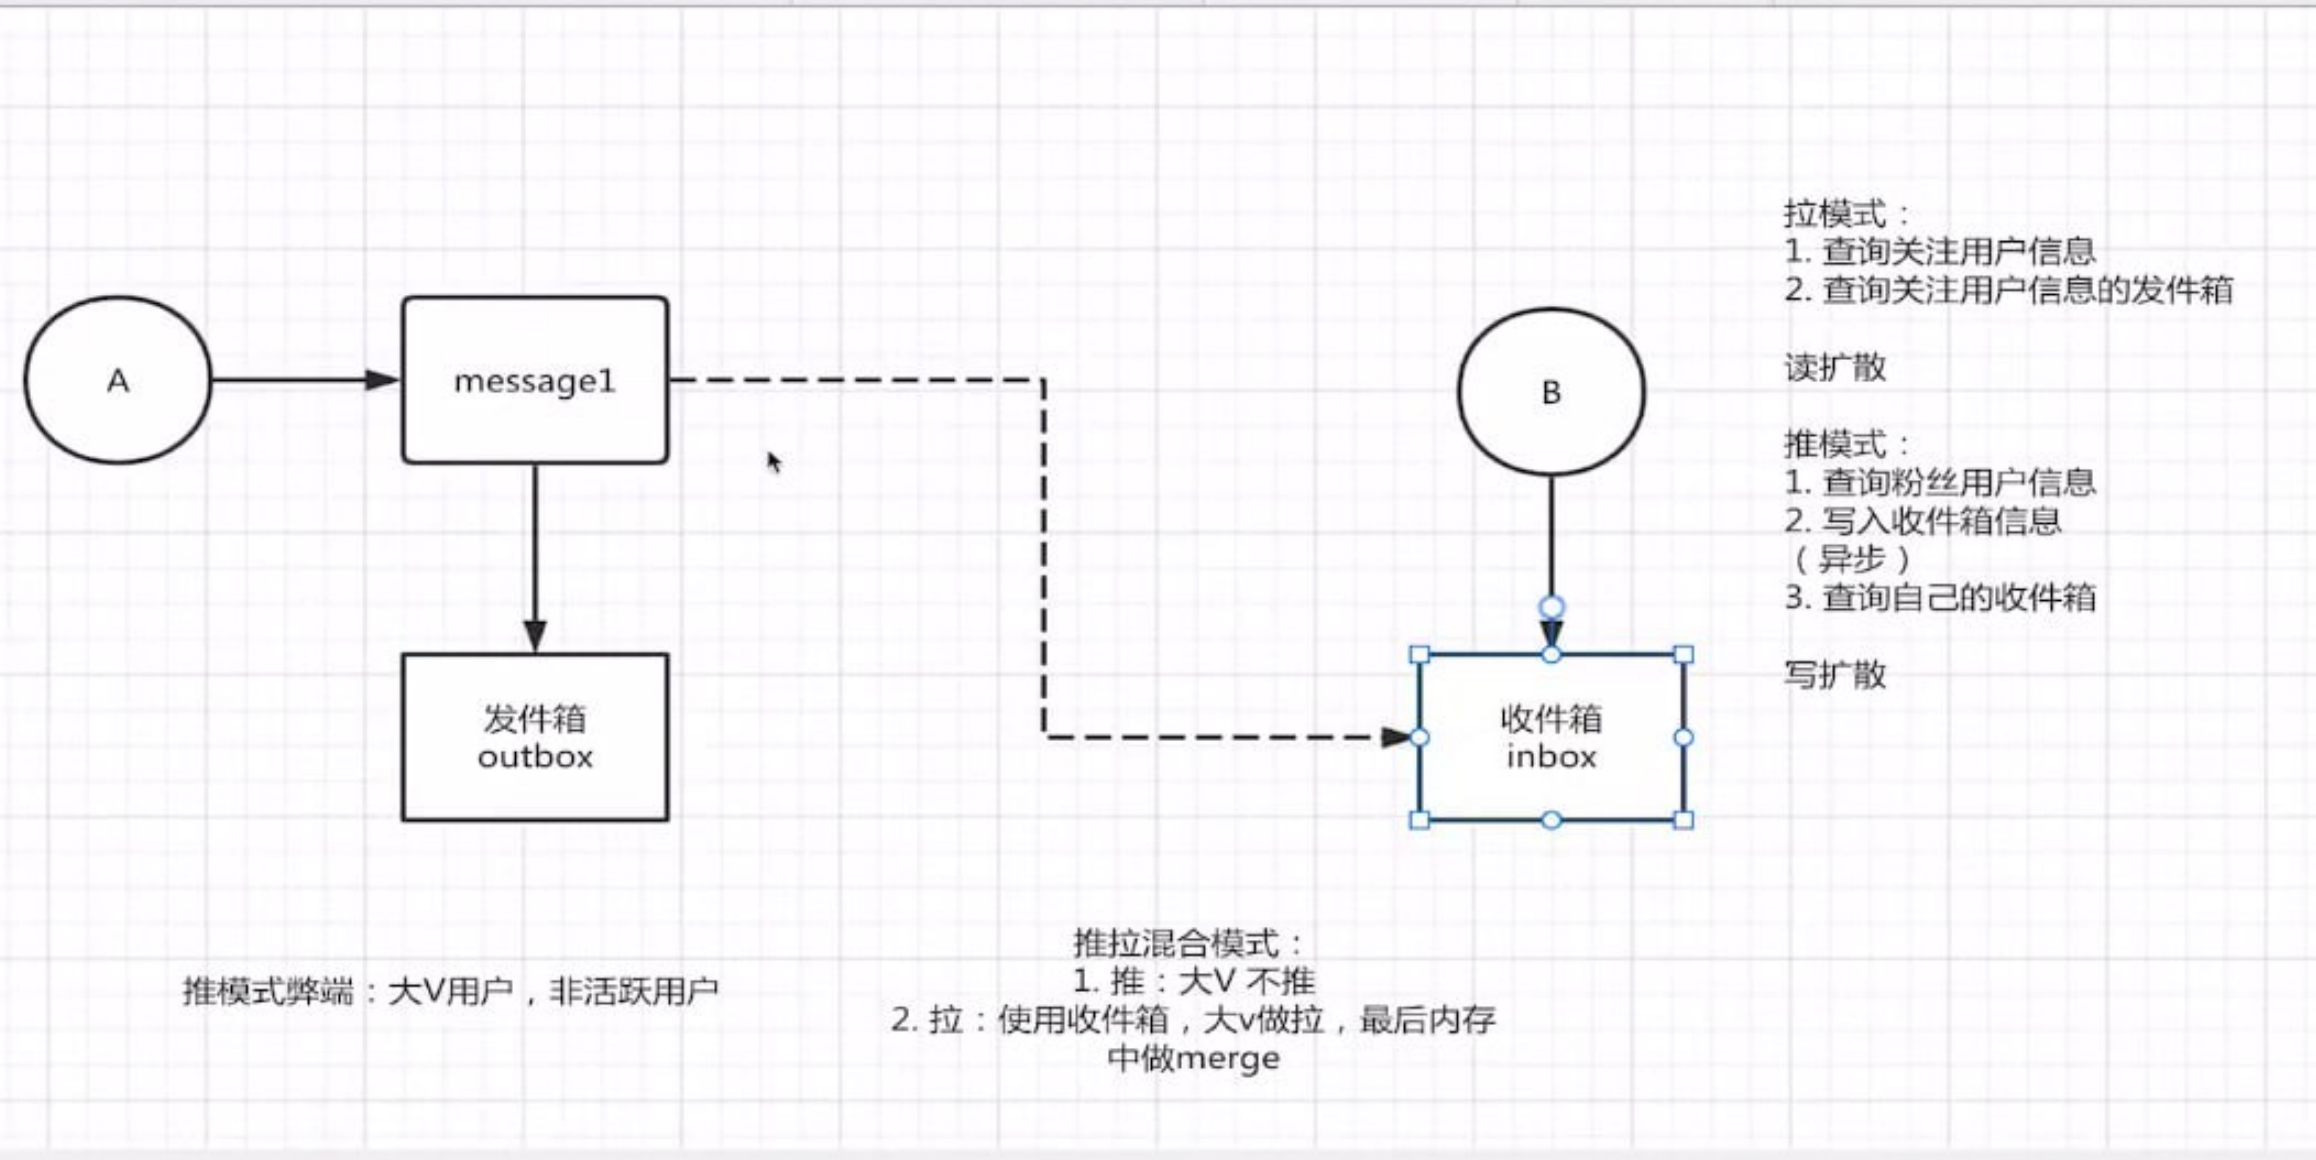 拉模式：
1. 查询关注用户信息
2. 查询关注用户信息的发件箱
读扩散
A
message1
B
推模式：
1. 查询粉丝用户信息
2. 写入收件箱信息
（异步）
3. 查询自己的收件箱
写扩散
发件箱
outbox
收件箱
inbox
推模式弊端：大V用户，非活跃用户
推拉混合模式：
1. 推：大V 不推
2. 拉：使用收件箱，大v做拉，最后内存
中做merge